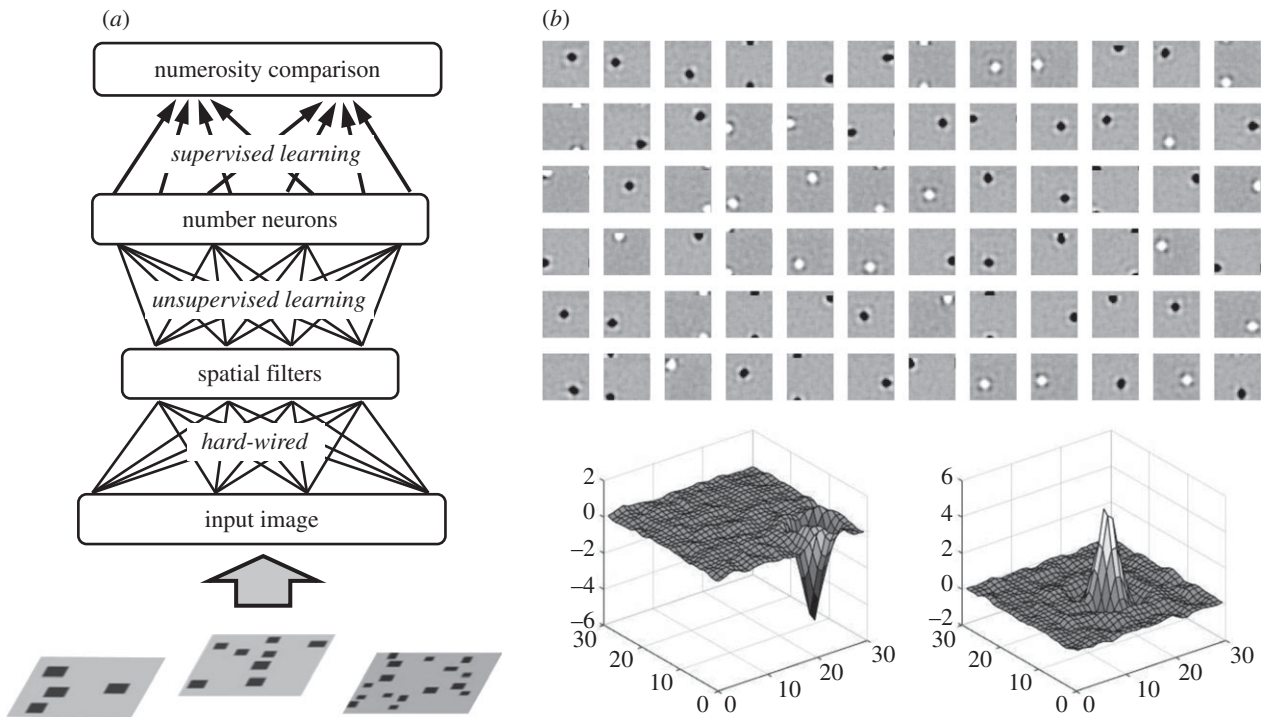 (a)
numerosity comparison
supervised learning
number neurons
unsupervised learning
spatial filters
hard-wired
input image
(b)
2
0
–2
–4
–6
30
20
10
0
0
10
20
30
6
4
2
0
–2
30
20
10
0
0
10
20
30